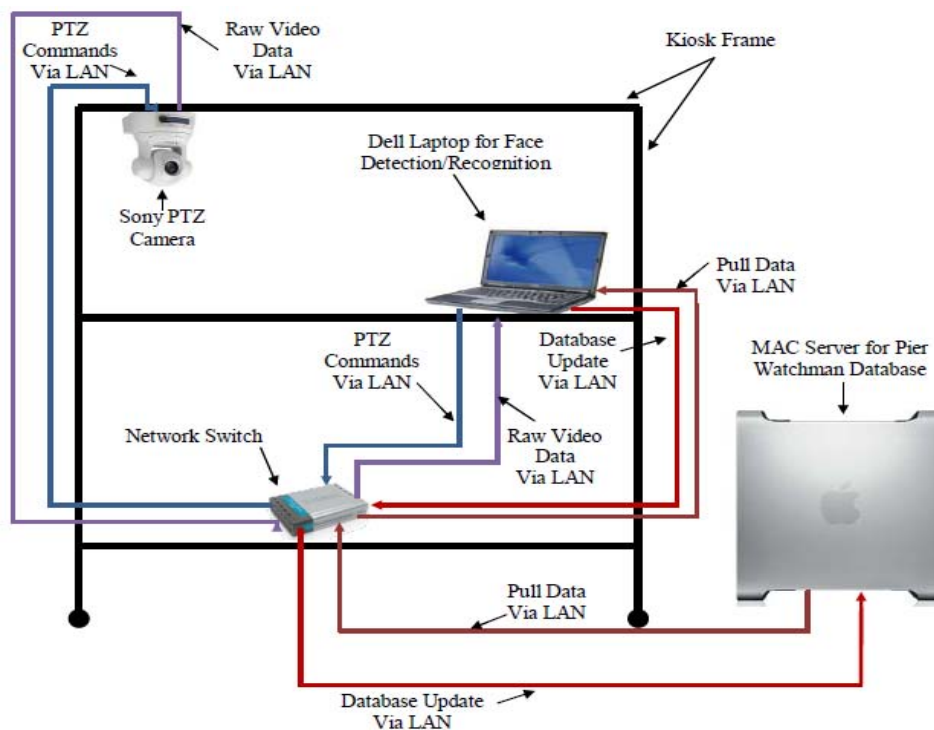 PTZ
Commands
Via LAN
Raw Video
Data
Via LAN
Kiosk Frame
Dell Laptop for Face
Detection/Recognition
Sony PTZ
Camera
Pull Data
Via LAN
PTZ
Commands
Via LAN
Database
Update
Via LAN
MAC Server for Pier
Watchman Database
Network Switch
Raw Video
Data
Via LAN
Pull Data
Via LAN
Database Update
Via LAN